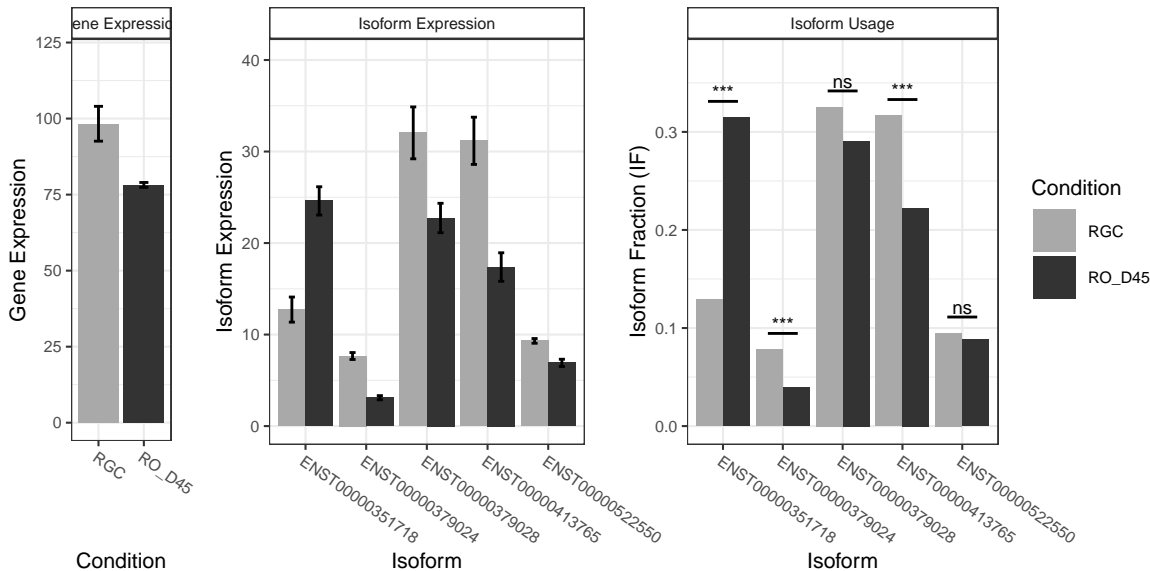 ene Expressio
Gene Expression
125
100
75
50
25
0
RGC
RO_D45
Condition
Isoform Expression
Isoform Expression
40
30
20
10
0
ENST00000351718
ENST00000379024
ENST00000379028
ENST00000413765
ENST00000522550
Isoform
Isoform Usage
Isoform Fraction (IF)
0.3
0.2
0.1
0.0
***
***
ns
***
ns
ENST00000351718
ENST00000379024
ENST00000379028
ENST00000413765
ENST00000522550
Isoform
Condition
RGC
RO_D45